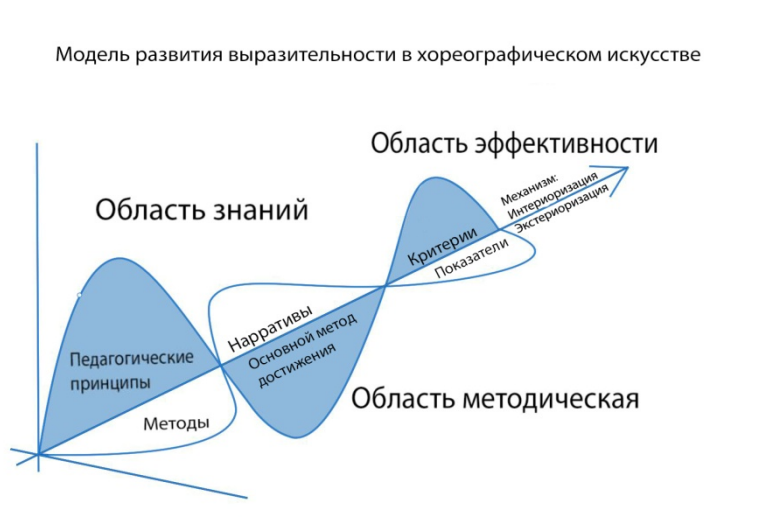 Модель развития выразительности в хореографическом искусстве
Область эффективности
Механизм:
Интериоризация
Экстериоризация
Область знаний
Критерии
Показатели
Нарративы
Основной метод
достижения
Педагогические
принципы
Методы
Область методическая